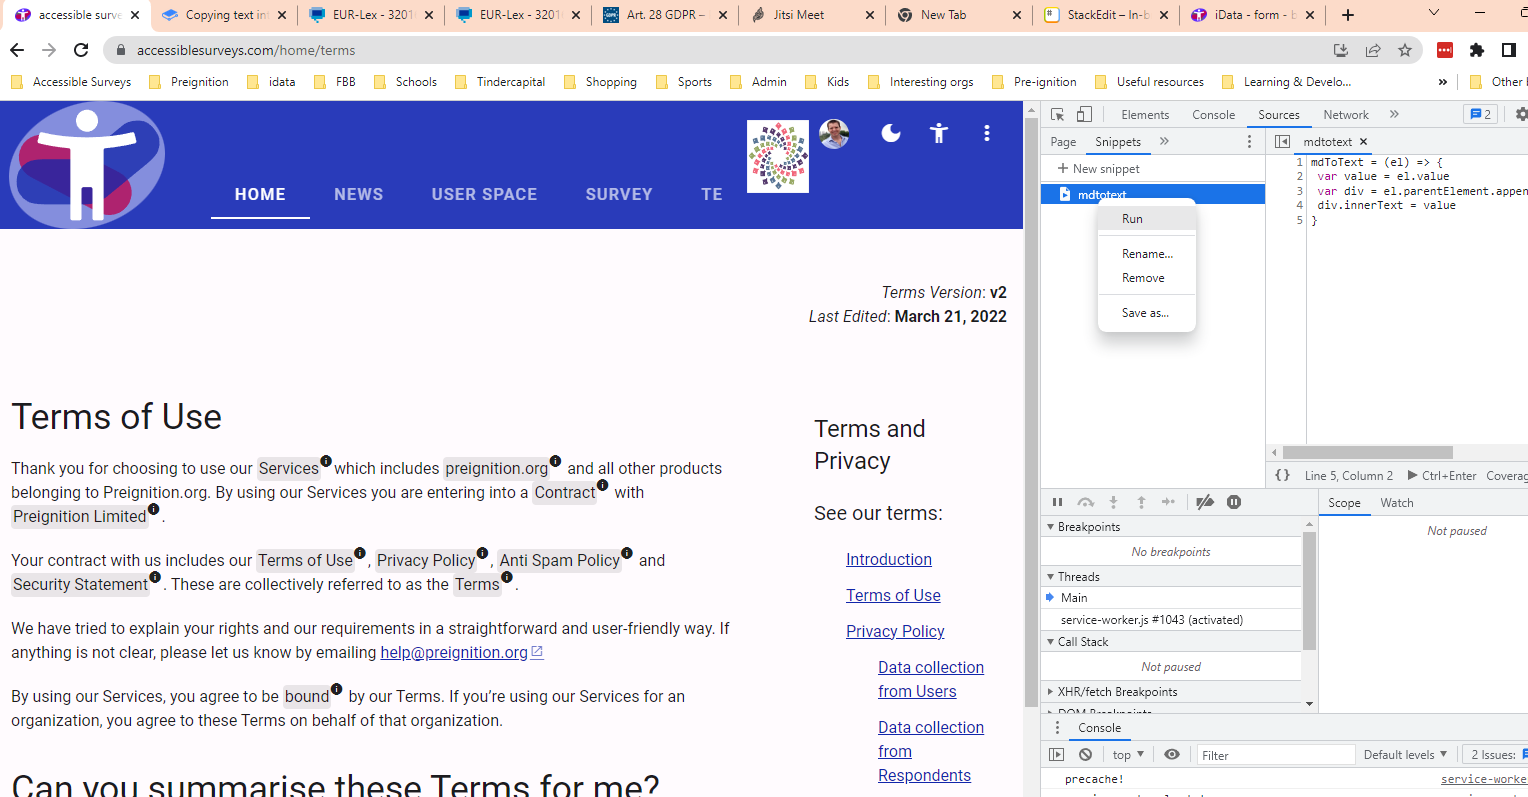 accessible surve
Copying text in
EUR-Lex - 3201
EUR-Lex - 3201
Art. 28 GDPR –
Jitsi Meet
New Tab
StackEdit – In-b
iData - form - b
accessiblesurveys.com/home/terms
Accessible Surveys
Preignition
idata
FBB
Schools
Tindercapital
Shopping
Sports
Admin
Kids
Interesting orgs
Pre-ignition
Useful resources
Learning & Develo...
»
Other
HOME
NEWS
USER SPACE
SURVEY
TE
Terms Version: v2
Last Edited: March 21, 2022
Terms of Use
Thank you for choosing to use our Services which includes preignition.org and all other products
belonging to Preignition.org. By using our Services you are entering into a Contract with
Preignition Limited.
Your contract with us includes our Terms of Use, Privacy Policy, Anti Spam Policy and
Security Statement. These are collectively referred to as the Terms.
We have tried to explain your rights and our requirements in a straightforward and user-friendly way. If
anything is not clear, please let us know by emailing help@preignition.org
By using our Services, you agree to be bound by our Terms. If you’re using our Services for an
organization, you agree to these Terms on behalf of that organization.
Can you summarise these Terms for me?
Terms and
Privacy
See our terms:
Introduction
Terms of Use
Privacy Policy
Data collection
from Users
Data collection
from
Respondents
Elements
Console
Sources
Network
»
2
Page
Snippets
»
+ New snippet
mdtotext
Run
Rename...
Remove
Save as...
mdtotext ×
1 mdToText = (el) => {
2 var value = el.value
3 var div = el.parentElement.appen
4 div.innerText = value
5 }
{ } Line 5, Column 2
Ctrl+Enter
Coverag
Scope
Watch
Not paused
Breakpoints
No breakpoints
Threads
Main
service-worker.js #1043 (activated)
Call Stack
Not paused
XHR/fetch Breakpoints
DOM Breakpoints
Console
top
Filter
Default levels
2 Issues:
precache!
service-worke